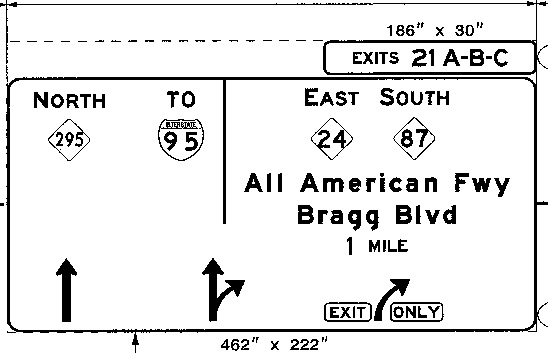 186" x 30"
EXITS 21 A-B-C
NORTH TO EAST SOUTH
295 INTERSTATE 95 24 87
All American Fwy
Bragg Blvd
1 MILE
EXIT ONLY
462" x 222"